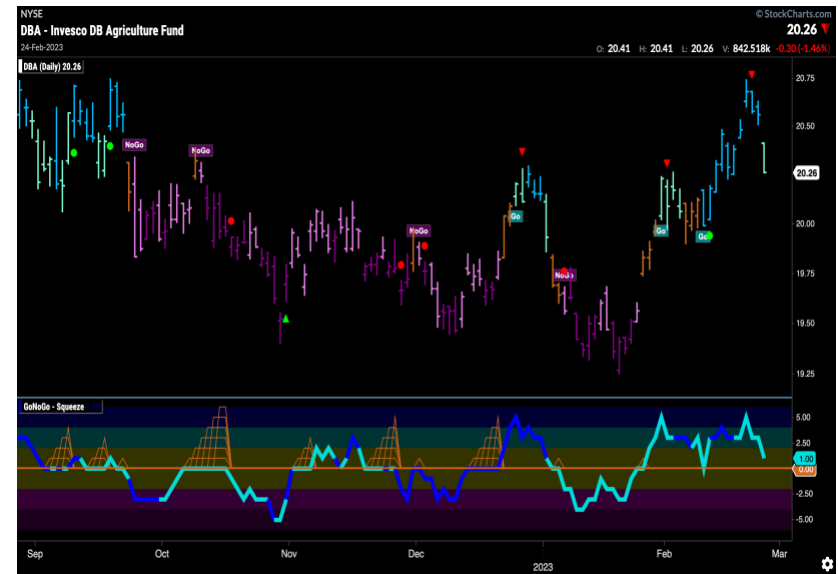 NYSE
© StockCharts.com
DBA - Invesco DB Agriculture Fund
20.26
24-Feb-2023
O: 20.41 H: 20.41 L: 20.26 V: 842.518k -0.30 (-1.46%)
DBA (Daily) 20.26
20.75
20.50
20.26
20.00
19.75
19.50
19.25
NoGo
NoGo
NoGo
Go
NoGo
Go
Go
GoNoGo - Squeeze
5.00
2.50
1.00
0.00
-2.50
-5.00
Sep Oct Nov Dec Feb Mar
2023